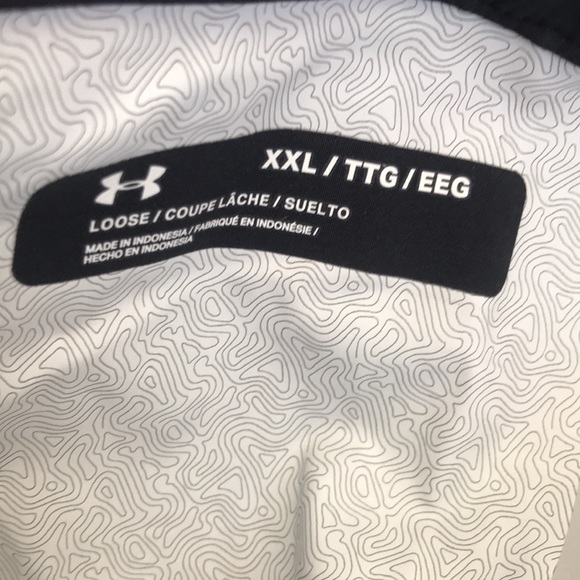 XXL / TTG / EEG
LOOSE / COUPE LÂCHE / SUELTO
MADE IN INDONESIA / FABRIQUÉ EN INDONÉSIE /
HECHO EN INDONESIA